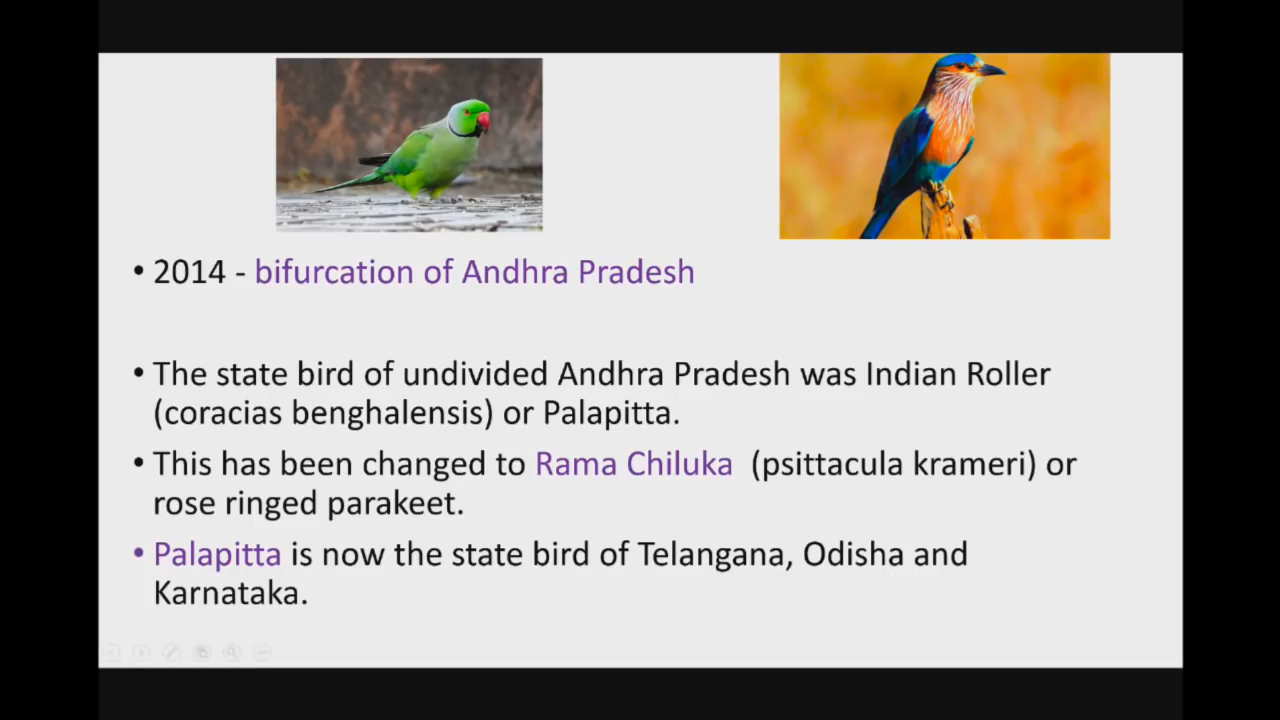 • 2014 - bifurcation of Andhra Pradesh
• The state bird of undivided Andhra Pradesh was Indian Roller
(coracias benghalensis) or Palapitta.
• This has been changed to Rama Chiluka (psittacula krameri) or
rose ringed parakeet.
• Palapitta is now the state bird of Telangana, Odisha and
Karnataka.